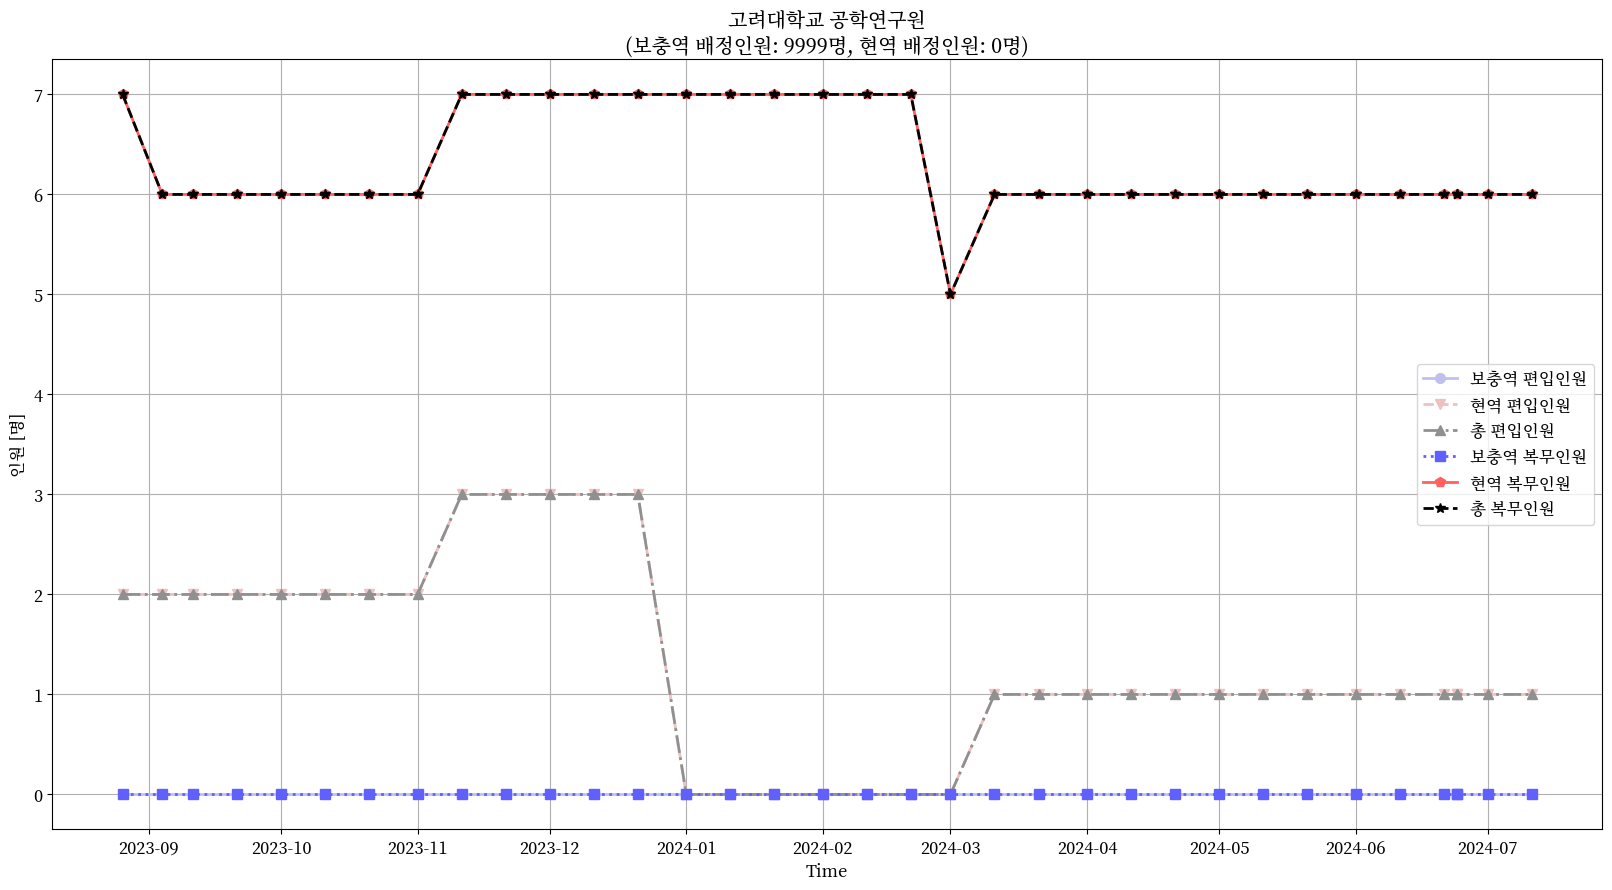 고려대학교 공학연구원
(보충역 배정인원: 9999명, 현역 배정인원: 0명)
인원 [명]
7
6
5
4
3
2
1
0
보충역 편입인원
현역 편입인원
총 편입인원
보충역 복무인원
현역 복무인원
총 복무인원
2023-09 2023-10 2023-11 2023-12 2024-01 2024-02 2024-03 2024-04 2024-05 2024-06 2024-07
Time